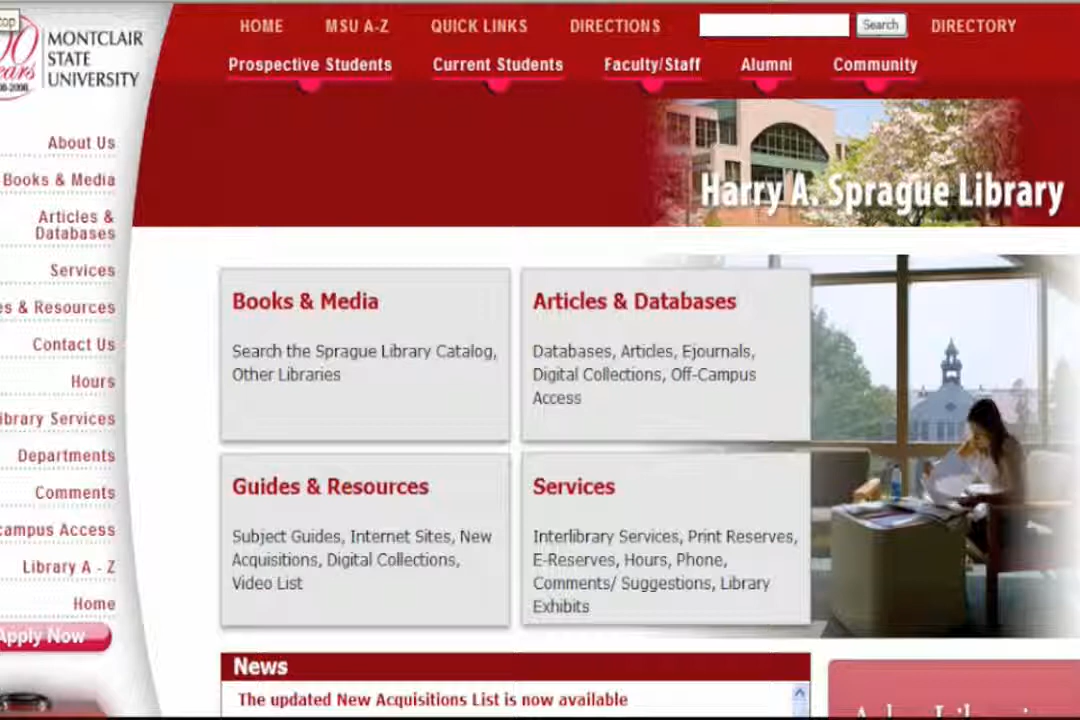 HOME MSU A-Z QUICK LINKS DIRECTIONS Search DIRECTORY
MONTCLAIR
STATE
UNIVERSITY
Prospective Students Current Students Faculty/Staff Alumni Community
Harry A. Sprague Library
About Us
Books & Media
Articles &
Databases
Services
& Resources
Contact Us
Hours
Services
Departments
Comments
Access
Library A - Z
Home
Apply Now
Books & Media
Search the Sprague Library Catalog,
Other Libraries
Articles & Databases
Databases, Articles, Ejournals,
Digital Collections, Off-Campus
Access
Guides & Resources
Subject Guides, Internet Sites, New
Acquisitions, Digital Collections,
Video List
Services
Interlibrary Services, Print Reserves,
E-Reserves, Hours, Phone,
Comments/ Suggestions, Library
Exhibits
News
The updated New Acquisitions List is now available